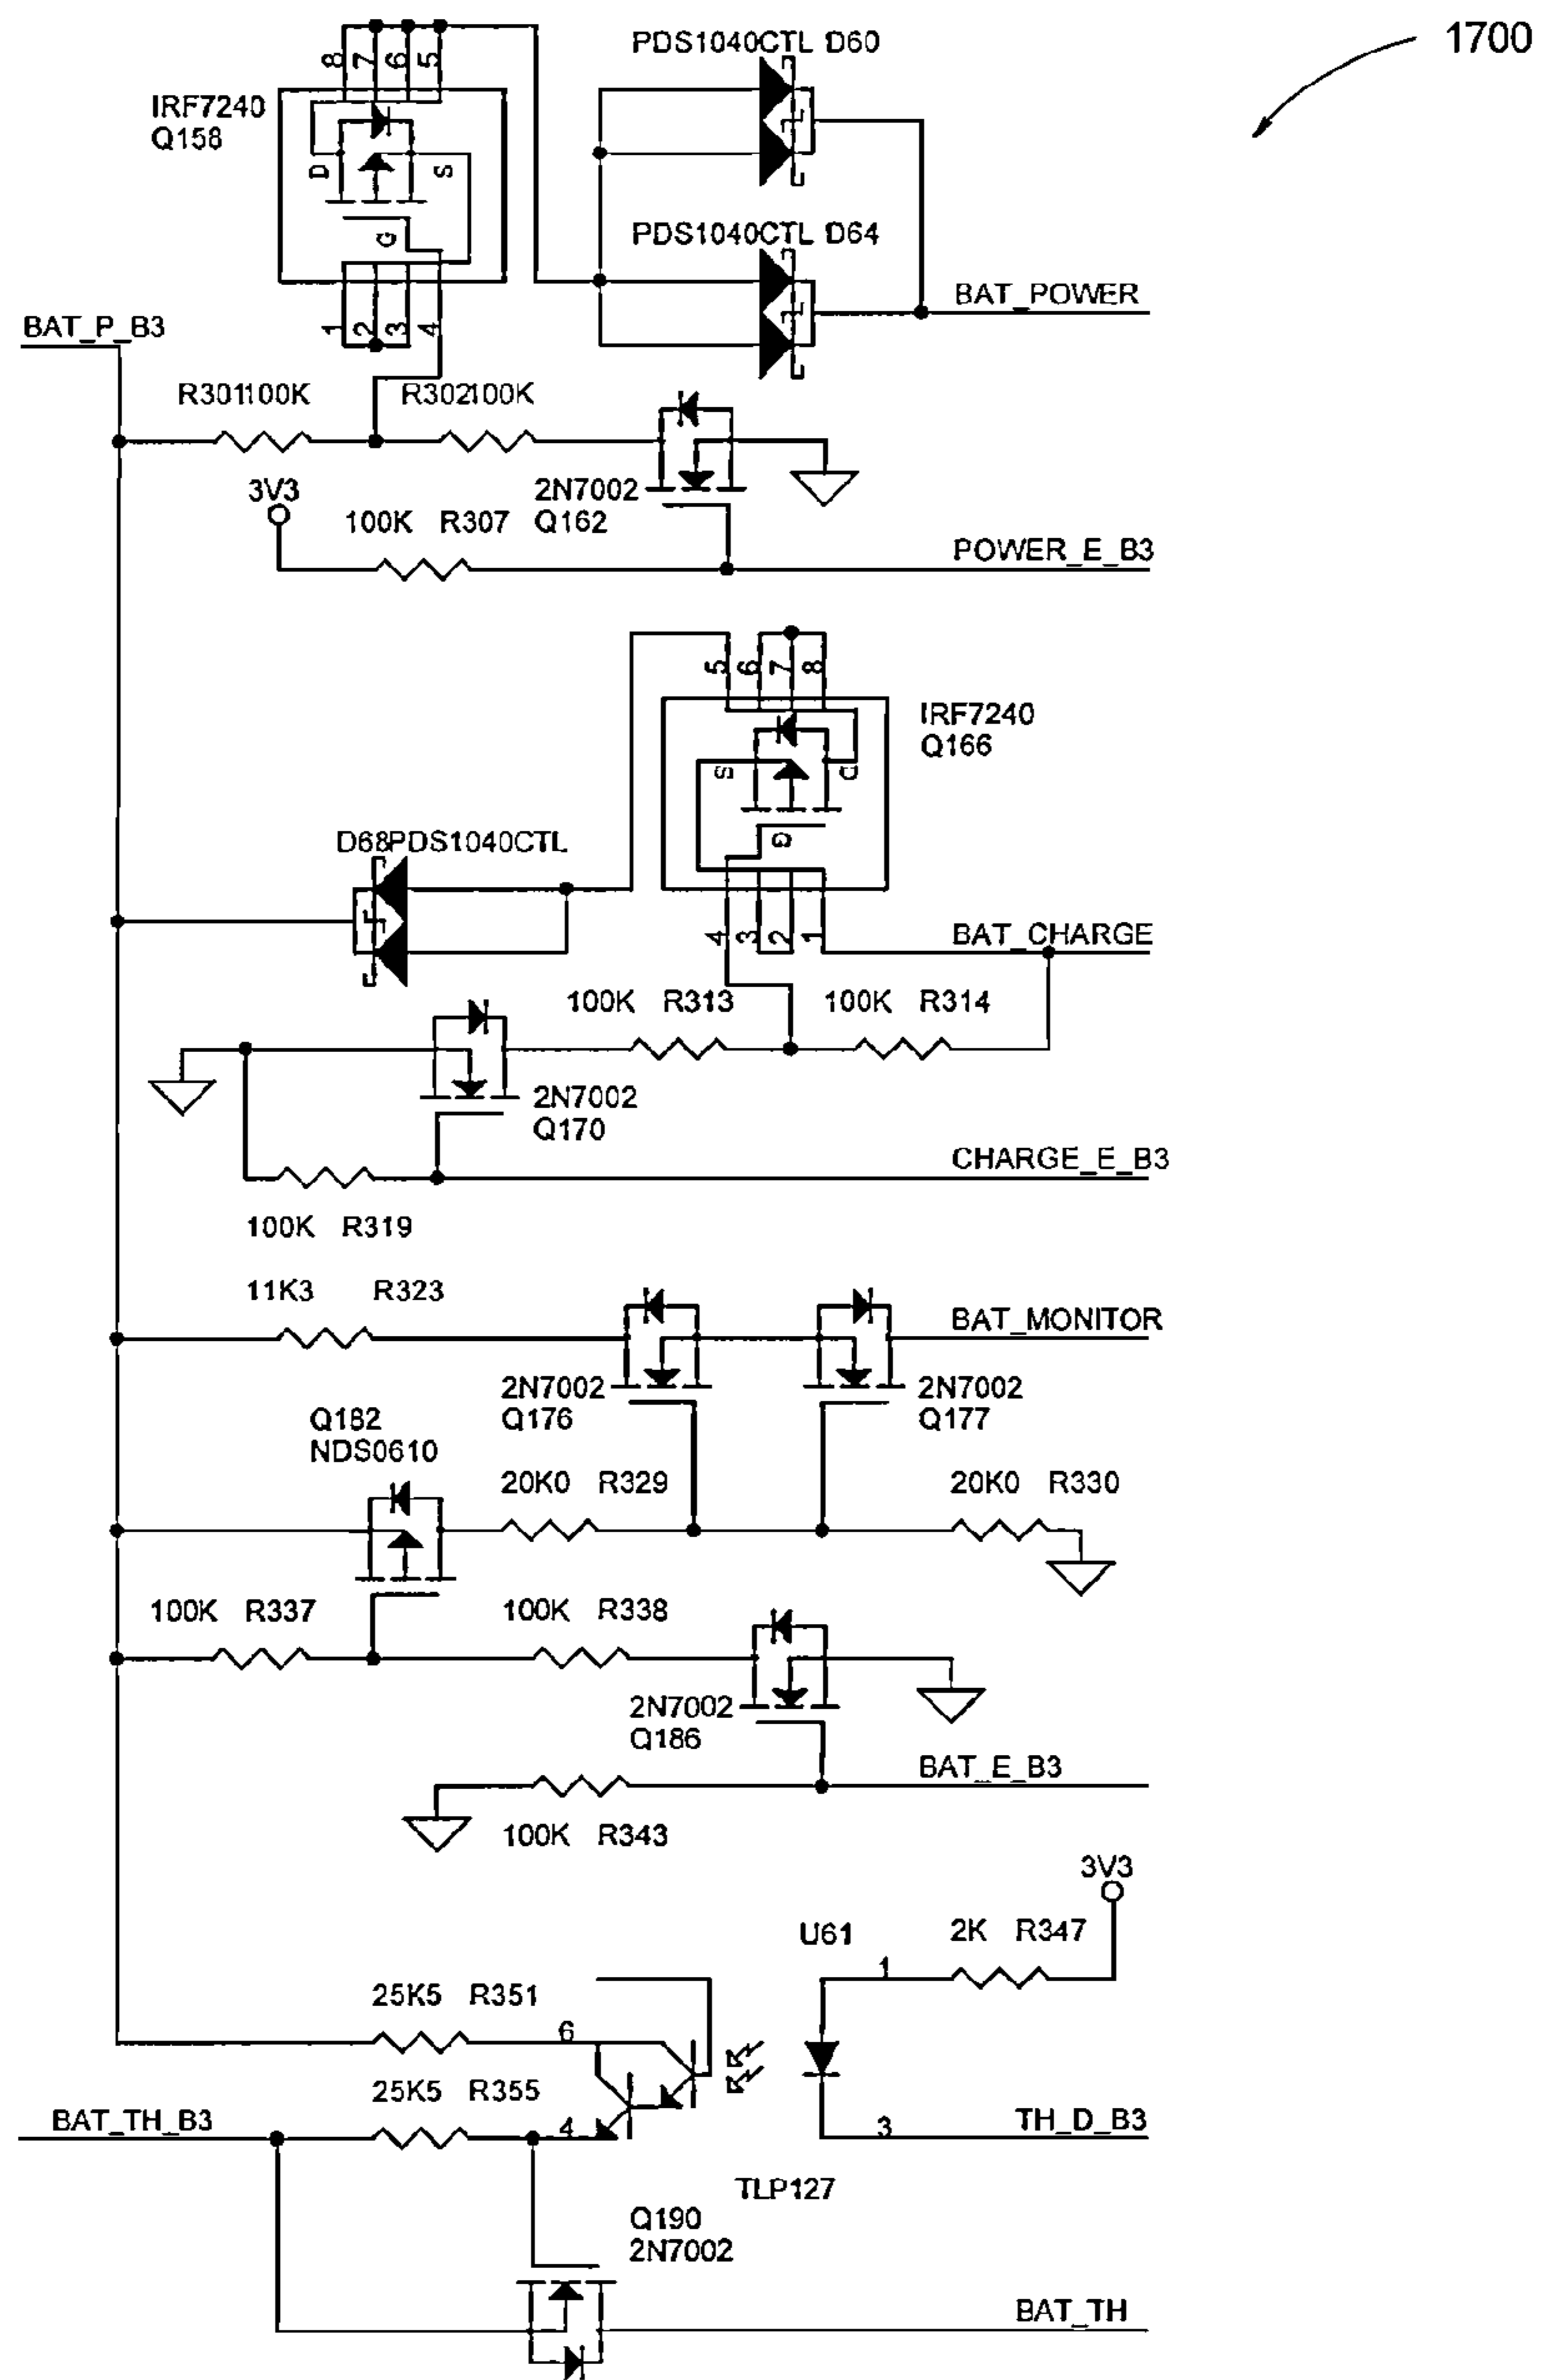 1700
PDS1040CTL D60
8 7 6 5
IRF7240
Q158
D S
G
PDS1040CTL D64
BAT_POWER
1 2 3 4
BAT_P_B3
R301100K R302100K
3V3
2N7002
100K R307 Q162
POWER_E_B3
5 6 7 8
IRF7240
Q166
S D
G
D68PDS1040CTL
4 3 2 1
BAT_CHARGE
100K R313 100K R314
2N7002
Q170
CHARGE_E_B3
100K R319
11K3 R323
BAT_MONITOR
2N7002
Q176
2N7002
Q177
Q182
NDS0610
20K0 R329 20K0 R330
100K R337 100K R338
2N7002
Q186
BAT_E_B3
100K R343
3V3
U61
2K R347
1
25K5 R351
6
25K5 R355
BAT_TH_B3
4
3
TH_D_B3
TLP127
Q190
2N7002
BAT_TH